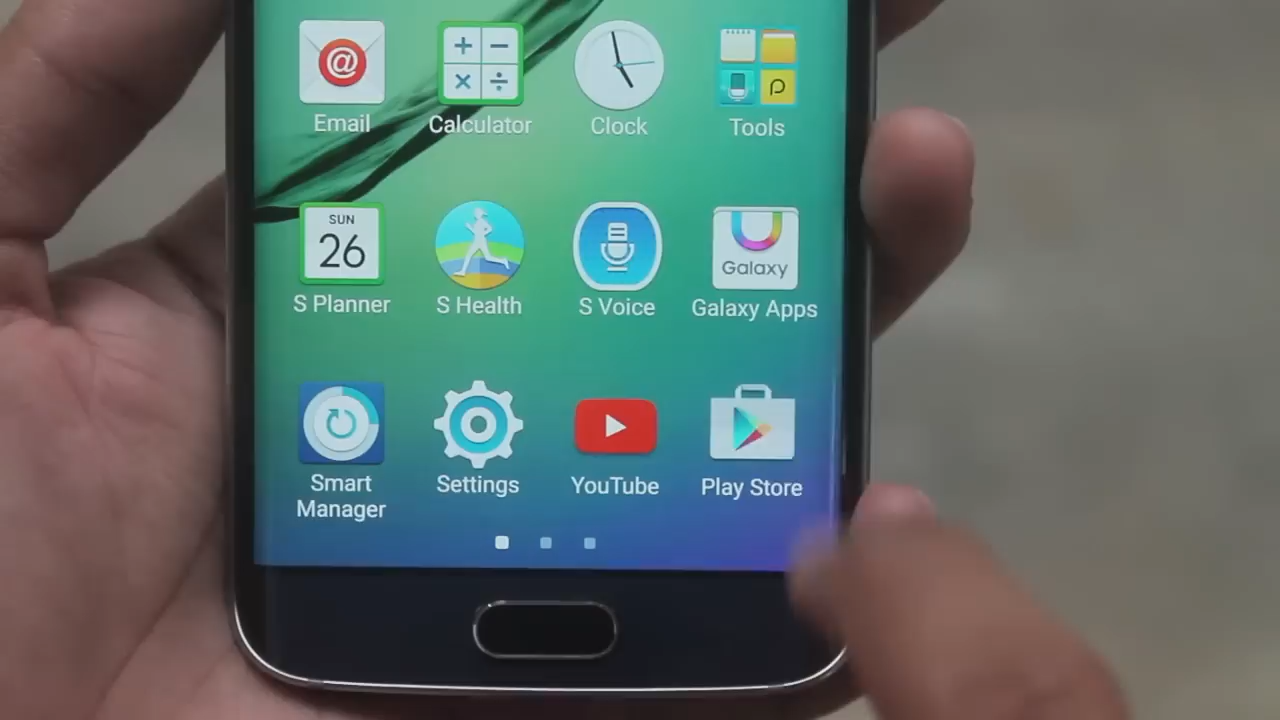 @
Email
Calculator
Clock
Tools
SUN
26
S Planner
S Health
S Voice
Galaxy
Galaxy Apps
Smart
Manager
Settings
YouTube
Play Store